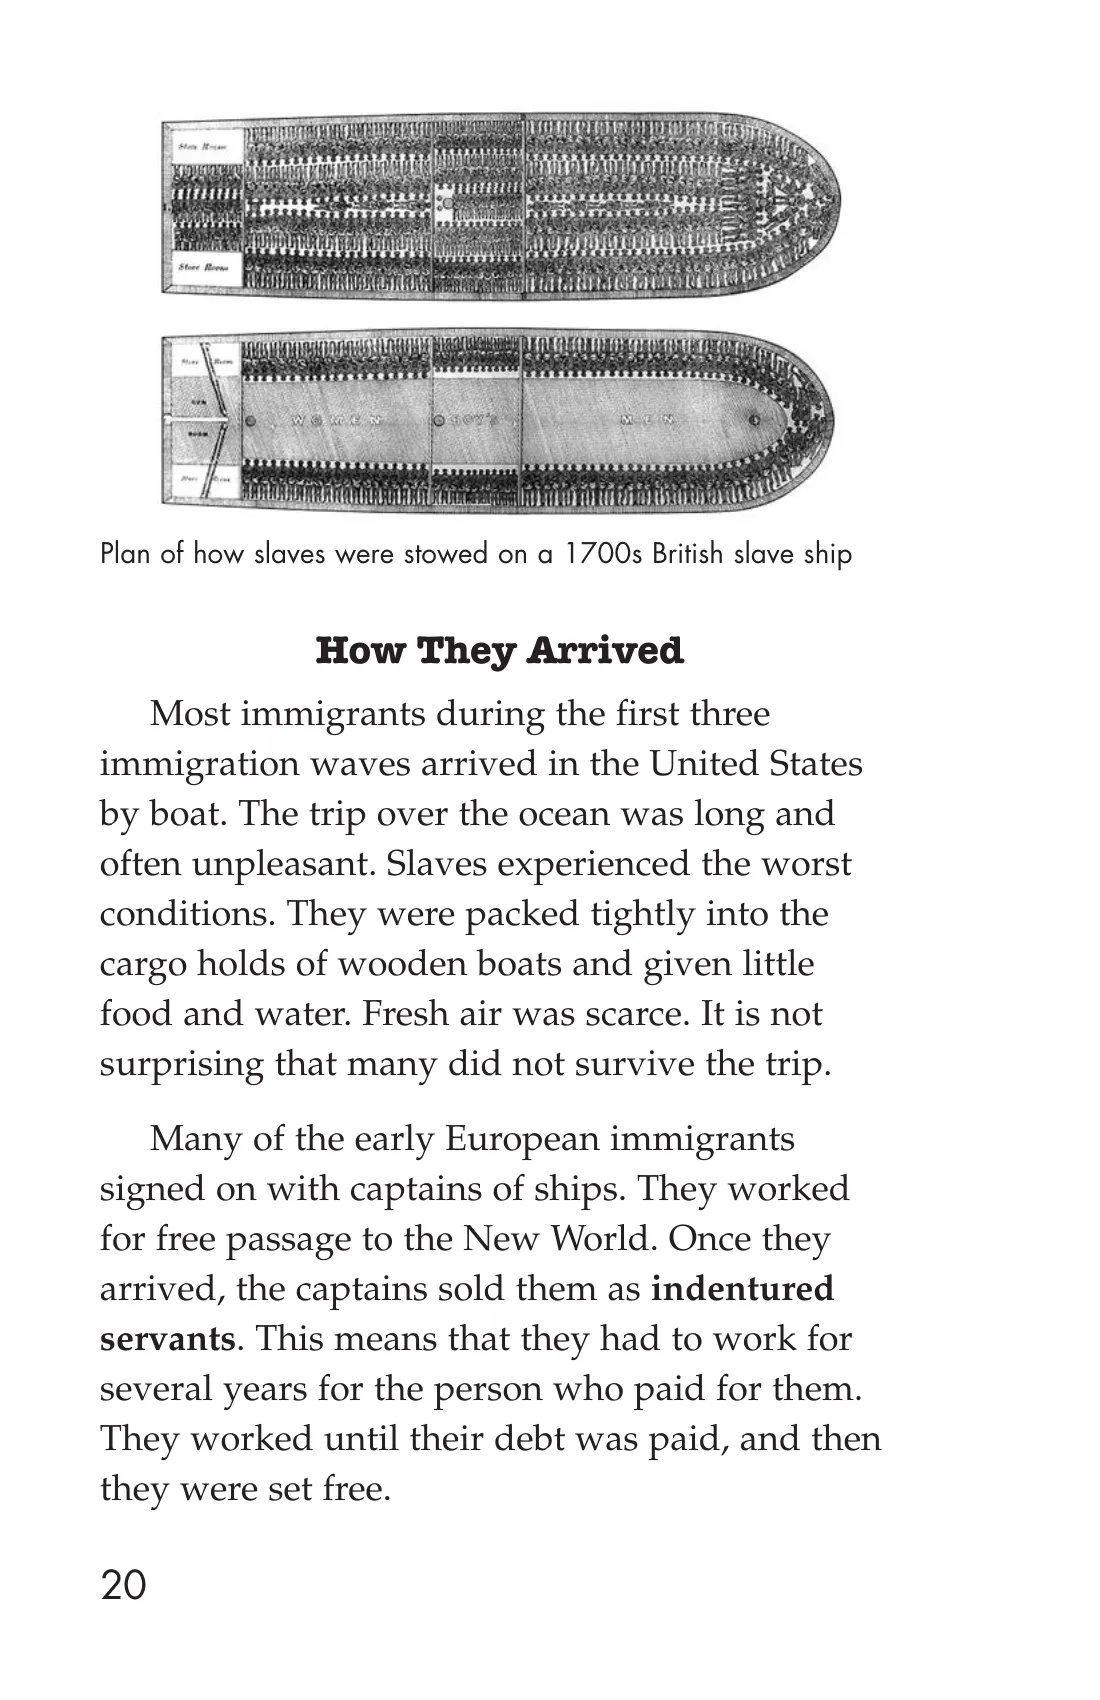 Store Room
Store Room
Store Room
GUN
ROOM
WOMEN
BOY'S
MEN
Store Room
Plan of how slaves were stowed on a 1700s British slave ship
How They Arrived
Most immigrants during the first three
immigration waves arrived in the United States
by boat. The trip over the ocean was long and
often unpleasant. Slaves experienced the worst
conditions. They were packed tightly into the
cargo holds of wooden boats and given little
food and water. Fresh air was scarce. It is not
surprising that many did not survive the trip.
Many of the early European immigrants
signed on with captains of ships. They worked
for free passage to the New World. Once they
arrived, the captains sold them as indentured
servants. This means that they had to work for
several years for the person who paid for them.
They worked until their debt was paid, and then
they were set free.
20